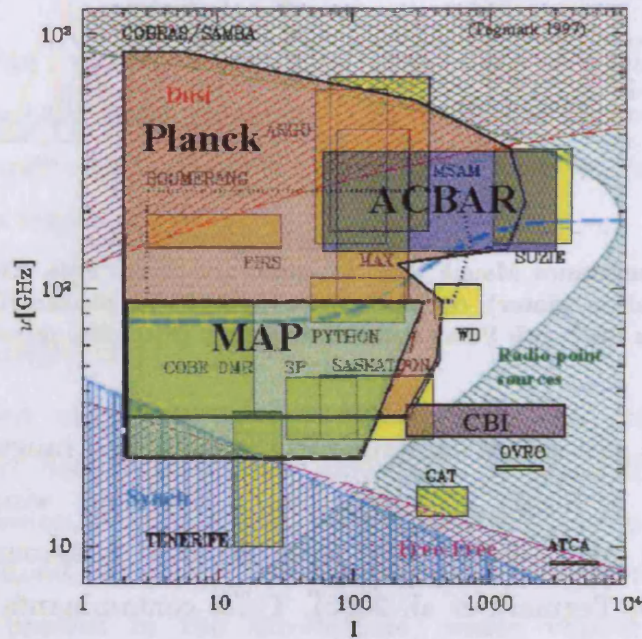 10³
COBRAS/SAMBA
(Tegmark 1997)
Dust
Planck
ARGO
BOUMERANG
MSAM
ACBAR
FIRS
MAX
SUZIE
10²
ν[GHz]
MAP
PYTHON
WD
COBE DMR
SP
SASKATOON
Radio point
sources
CBI
OVRO
CAT
Synch
TENERIFE
Free Free
ATCA
10
1
10
100
1000
10⁴
l